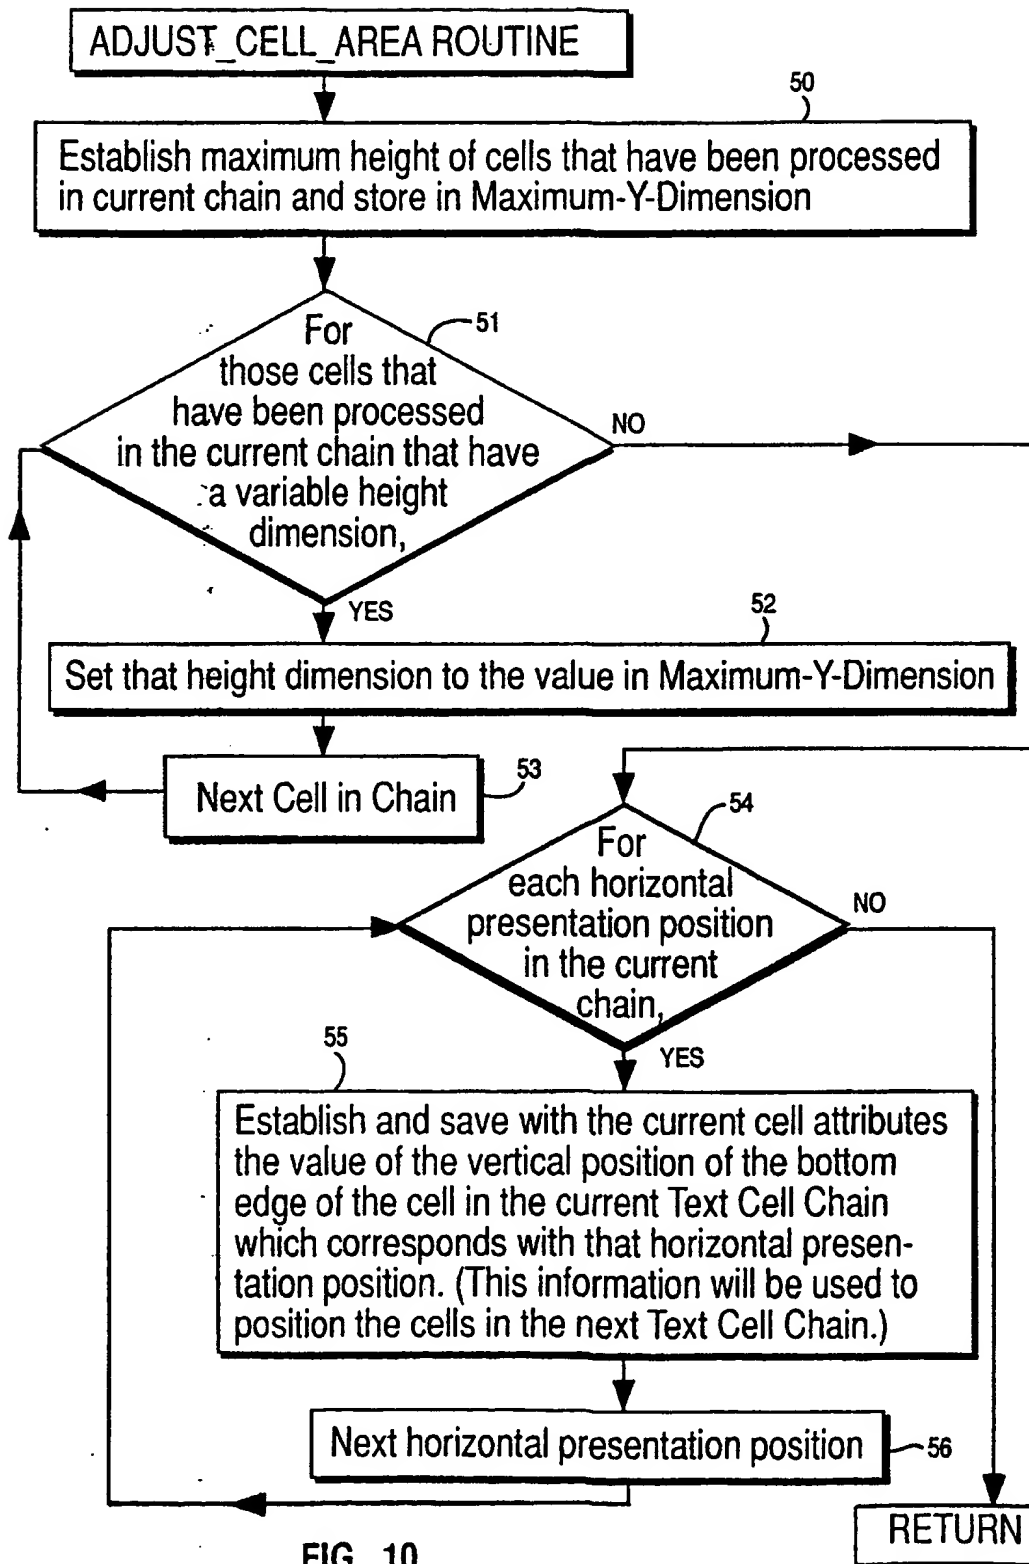 ADJUST_CELL_AREA ROUTINE
50
Establish maximum height of cells that have been processed
in current chain and store in Maximum-Y-Dimension
51
For
those cells that
have been processed
in the current chain that have
a variable height
dimension,
NO
YES
52
Set that height dimension to the value in Maximum-Y-Dimension
Next Cell in Chain
53
54
For
each horizontal
presentation position
in the current
chain,
NO
YES
55
Establish and save with the current cell attributes
the value of the vertical position of the bottom
edge of the cell in the current Text Cell Chain
which corresponds with that horizontal presen-
tation position. (This information will be used to
position the cells in the next Text Cell Chain.)
Next horizontal presentation position
56
RETURN
FIG. 10